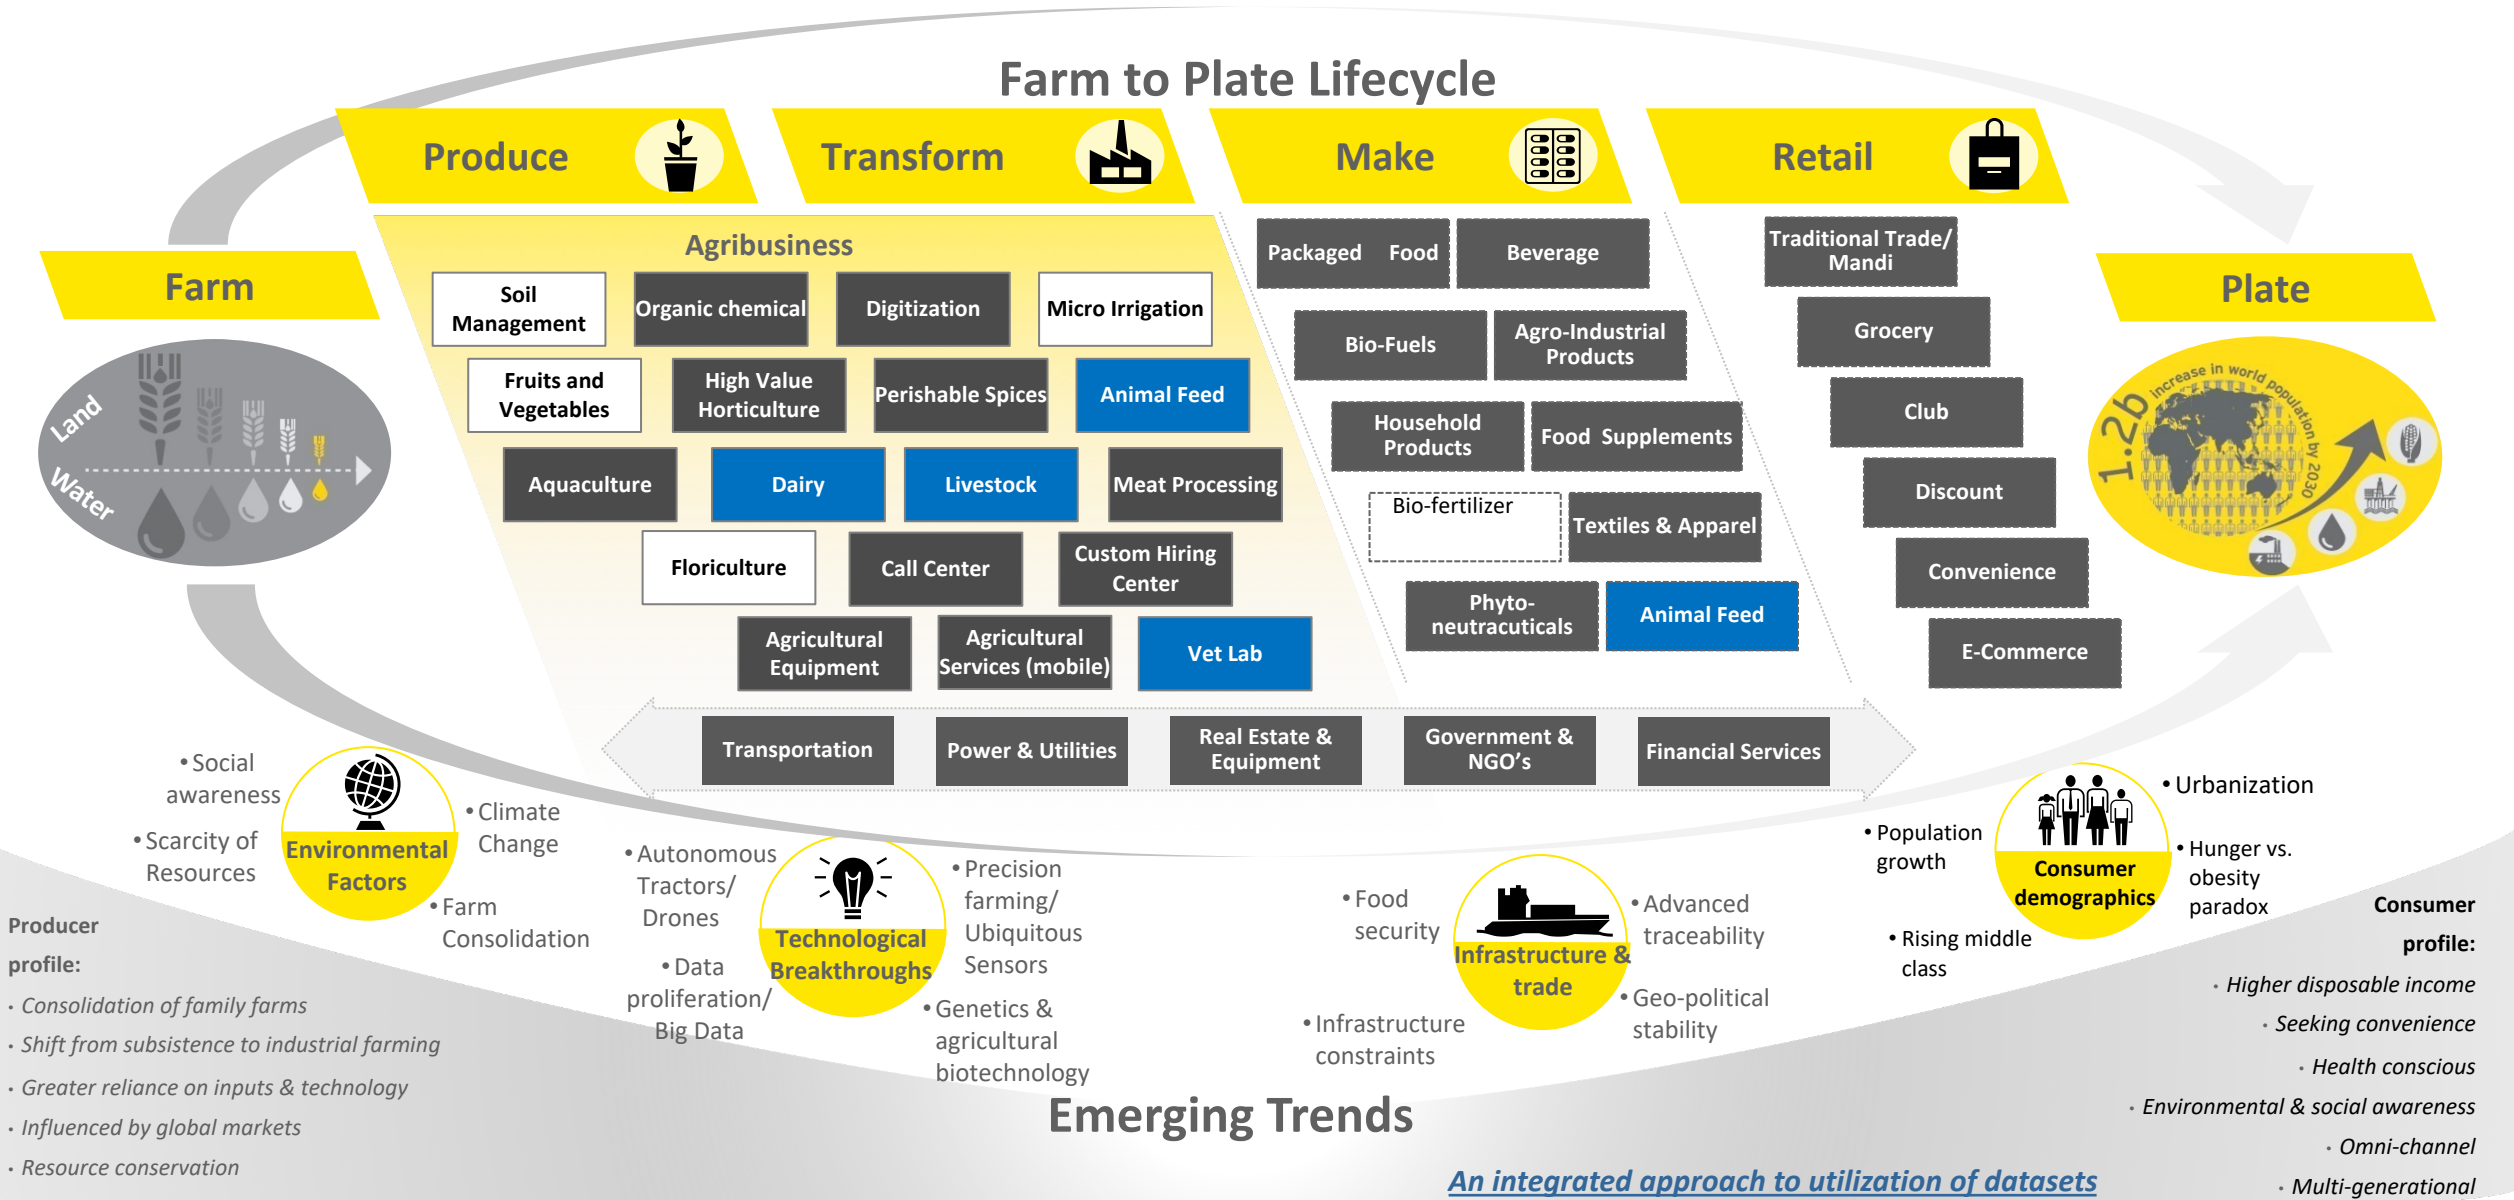 Farm to Plate Lifecycle
Produce
Transform
Make
Retail
Farm
Land
Water
Plate
1.2b increase in world population by 2030
Agribusiness
Soil
Management
Organic chemical
Digitization
Micro Irrigation
Fruits and
Vegetables
High Value
Horticulture
Perishable Spices
Animal Feed
Aquaculture
Dairy
Livestock
Meat Processing
Floriculture
Call Center
Custom Hiring
Center
Agricultural
Equipment
Agricultural
Services (mobile)
Vet Lab
Packaged Food
Beverage
Bio-Fuels
Agro-Industrial
Products
Household
Products
Food Supplements
Bio-fertilizer
Textiles & Apparel
Phyto-
neutracuticals
Animal Feed
Traditional Trade/
Mandi
Grocery
Club
Discount
Convenience
E-Commerce
Transportation
Power & Utilities
Real Estate &
Equipment
Government &
NGO's
Financial Services
• Social
awareness
• Scarcity of
Resources
Environmental
Factors
• Climate
Change
• Farm
Consolidation
• Autonomous
Tractors/
Drones
• Data
proliferation/
Big Data
Technological
Breakthroughs
• Precision
farming/
Ubiquitous
Sensors
• Genetics &
agricultural
biotechnology
• Food
security
• Infrastructure
constraints
Infrastructure &
trade
• Advanced
traceability
• Geo-political
stability
• Population
growth
• Rising middle
class
Consumer
demographics
• Urbanization
• Hunger vs.
obesity
paradox
Producer
profile:
• Consolidation of family farms
• Shift from subsistence to industrial farming
• Greater reliance on inputs & technology
• Influenced by global markets
• Resource conservation
Emerging Trends
An integrated approach to utilization of datasets
Consumer
profile:
• Higher disposable income
• Seeking convenience
• Health conscious
• Environmental & social awareness
• Omni-channel
• Multi-generational